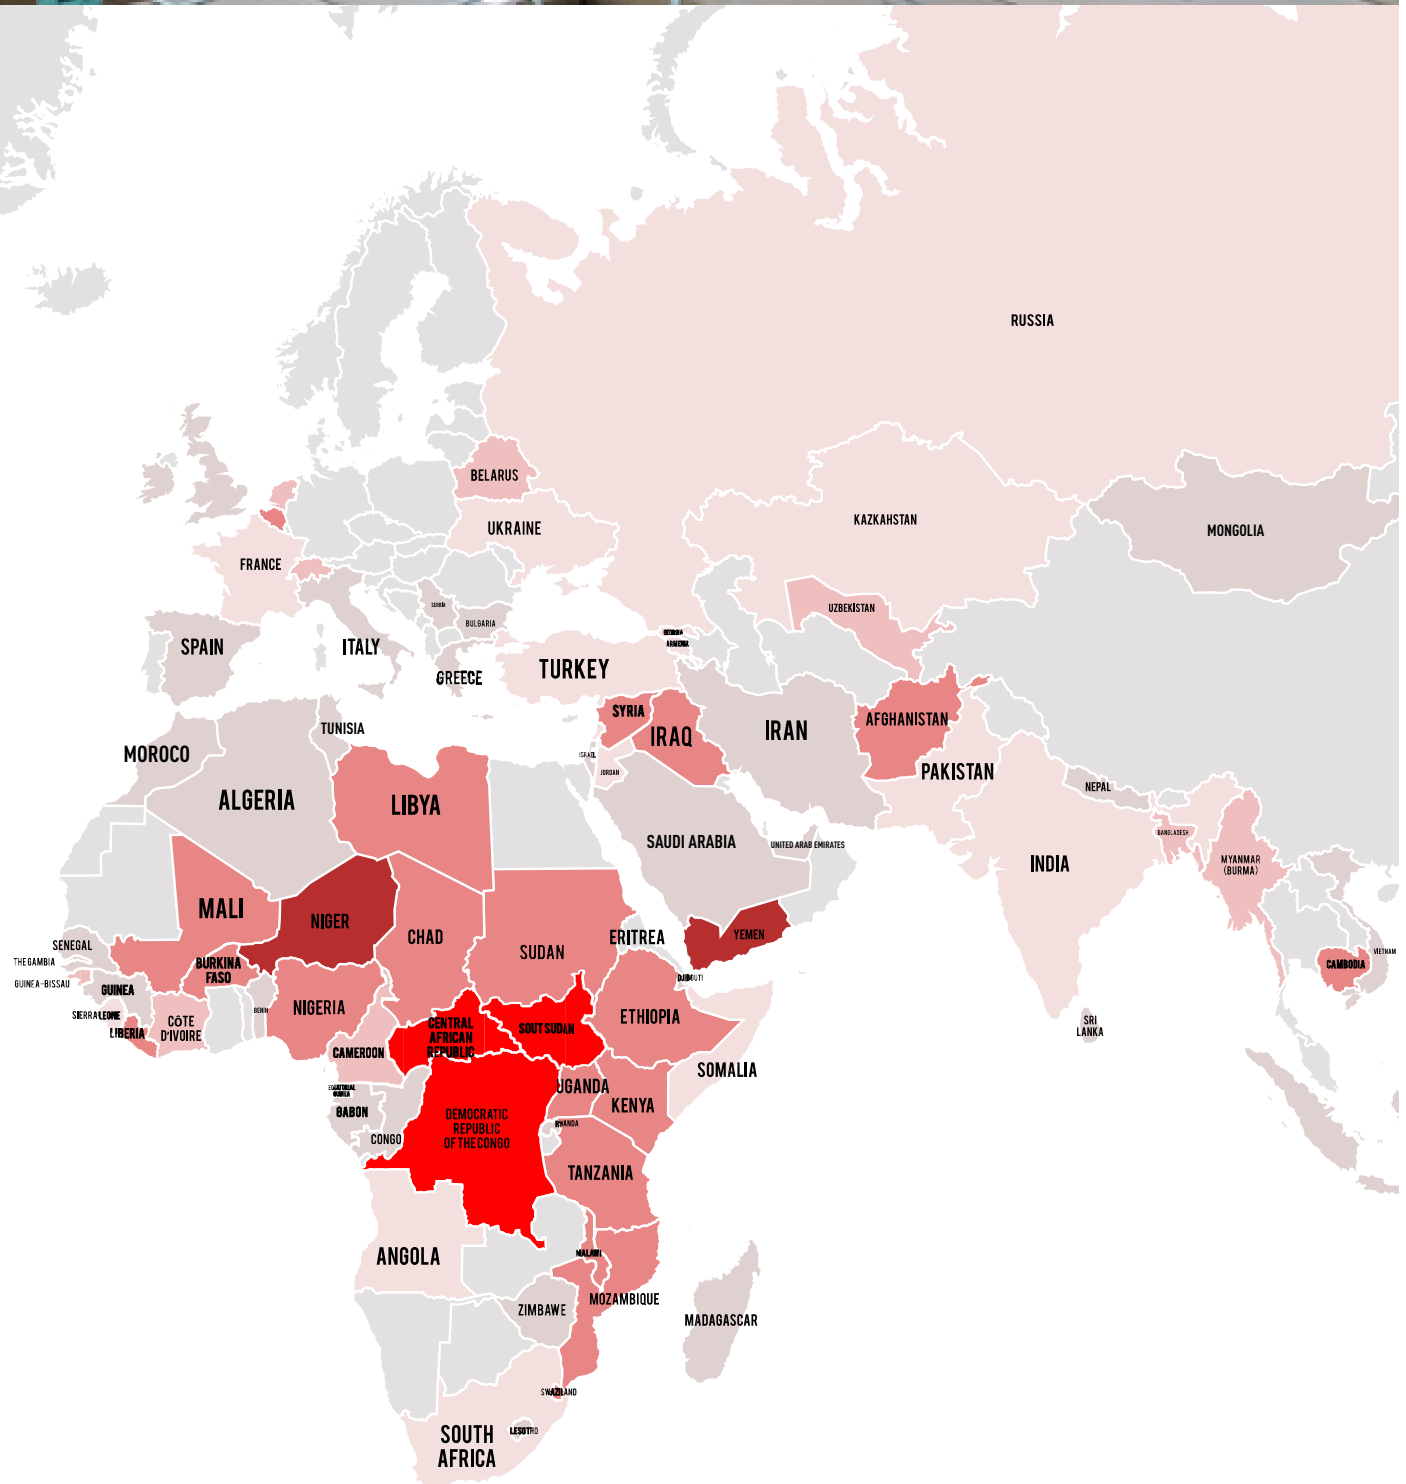 RUSSIA
BELARUS
UKRAINE
KAZKAHSTAN
MONGOLIA
FRANCE
UZBEKISTAN
SERBIA
BULGARIA
SPAIN
ITALY
ARMENIA
GREECE
TURKEY
SYRIA
AFGHANISTAN
TUNISIA
IRAQ
IRAN
MOROCO
ISRAEL
JORDAN
PAKISTAN
NEPAL
ALGERIA
LIBYA
SAUDI ARABIA
UNITED ARAB EMIRATES
BANGLADESH
INDIA
MYANMAR
(BURMA)
MALI
NIGER
CHAD
SUDAN
ERITREA
YEMEN
SENEGAL
VIETNAM
THE GAMBIA
BURKINA
FASO
CAMBODIA
GUINEA-BISSAU
DJIBOUTI
GUINEA
NIGERIA
BENIN
SIERRA LEONE
LIBERIA
CÔTE
D'IVOIRE
CENTRAL
AFRICAN
REPUBLIC
SOUT SUDAN
ETHIOPIA
SRI
LANKA
CAMEROON
SOMALIA
EQUATORIAL
GUINEA
UGANDA
KENYA
GABON
DEMOCRATIC
REPUBLIC
OF THE CONGO
RWANDA
CONGO
TANZANIA
ANGOLA
MALAWI
MOZAMBIQUE
ZIMBAWE
MADAGASCAR
SWAZILAND
LESOTHO
SOUTH
AFRICA